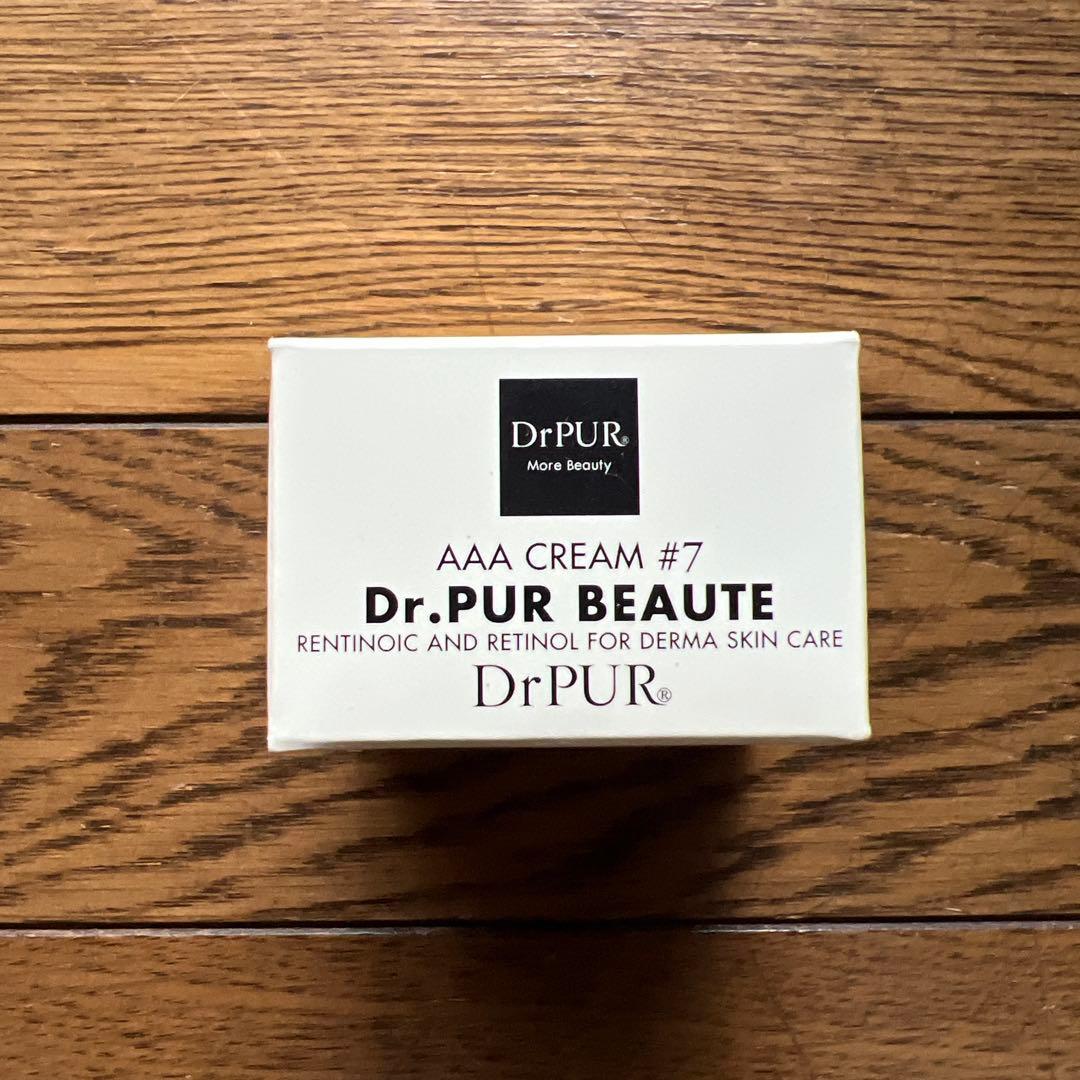 DrPUR®
More Beauty
AAA CREAM #7
Dr.PUR BEAUTE
RENTINOIC AND RETINOL FOR DERMA SKIN CARE
DrPUR®